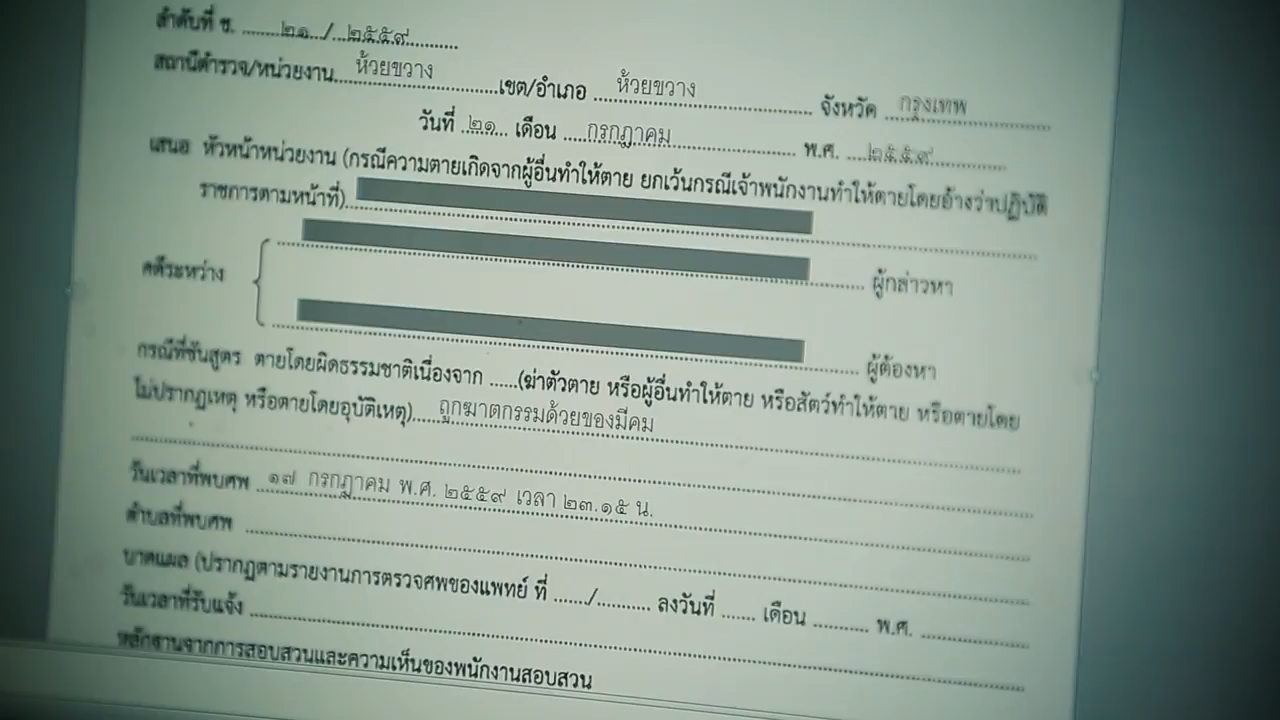 ลำดับที่ ช. ........๒๑.../...๒๕๕๙...........
สถานีตำรวจ/หน่วยงาน...ห้วยขวาง............เขต/อำเภอ ....ห้วยขวาง.................... จังหวัด ...กรุงเทพ..............
วันที่ ...๒๑... เดือน .....กรกฎาคม..................... พ.ศ. ....๒๕๕๙...............
เสนอ หัวหน้าหน่วยงาน (กรณีความตายเกิดจากผู้อื่นทำให้ตาย ยกเว้นกรณีเจ้าพนักงานทำให้ตายโดยอ้างว่าปฏิบัติ
ราชการตามหน้าที่)..............................
คดีระหว่าง
.............................. ผู้กล่าวหา
.............................. ผู้ต้องหา
กรณีที่ชันสูตร ตายโดยผิดธรรมชาติเนื่องจาก ......(ฆ่าตัวตาย หรือผู้อื่นทำให้ตาย หรือสัตว์ทำให้ตาย หรือตายโดย
ไม่ปรากฏเหตุ หรือตายโดยอุบัติเหตุ).....ถูกฆาตกรรมด้วยของมีคม..............................
วันเวลาที่พบศพ ..๑๗ กรกฎาคม พ.ศ. ๒๕๕๙ เวลา ๒๓.๑๕ น...............................
ตำบลที่พบศพ ..............................
บาดแผล (ปรากฏตามรายงานการตรวจศพของแพทย์ ที่ ......./........... ลงวันที่ ....... เดือน ........... พ.ศ. .....................
วันเวลาที่รับแจ้ง ..............................
หลักฐานจากการสอบสวนและความเห็นของพนักงานสอบสวน